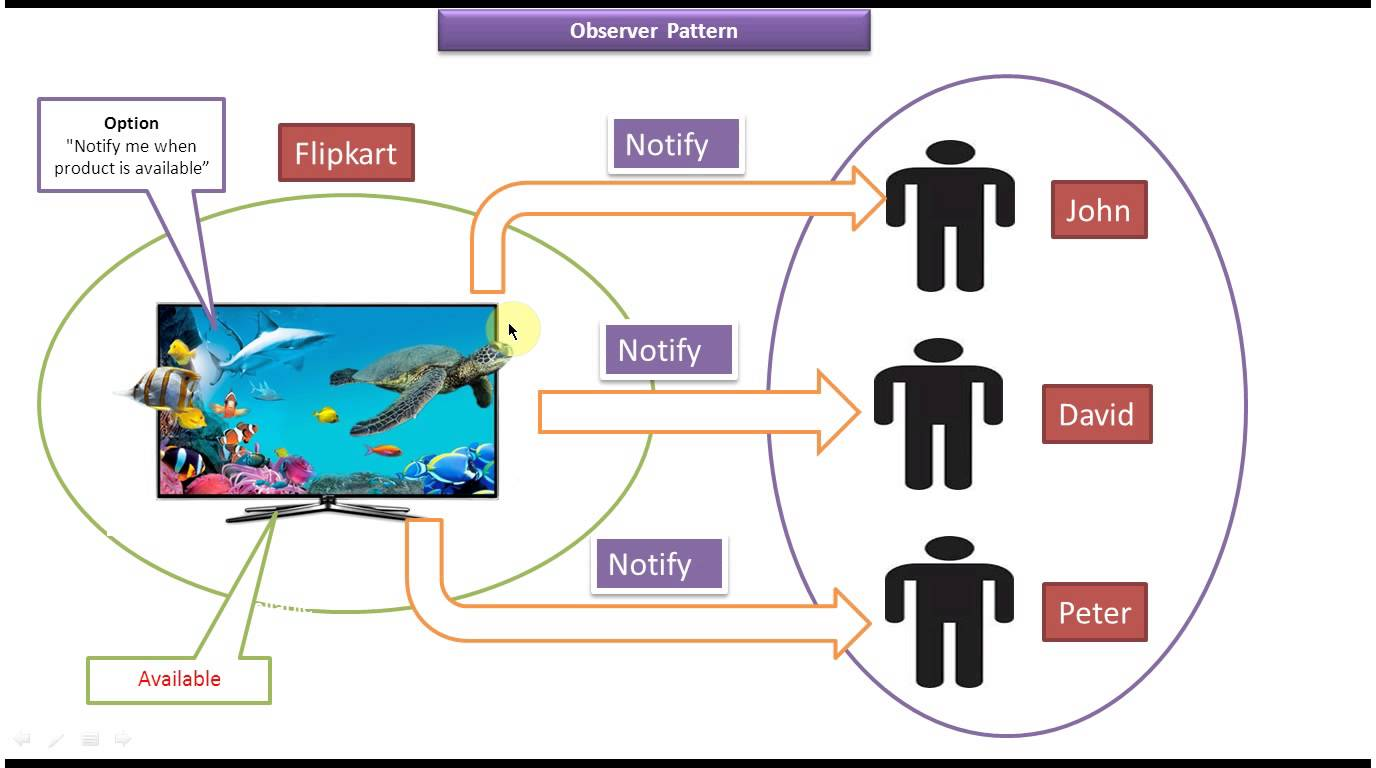 Observer Pattern
Option
"Notify me when
product is available”
Flipkart
Notify
John
Notify
David
Notify
Peter
Available